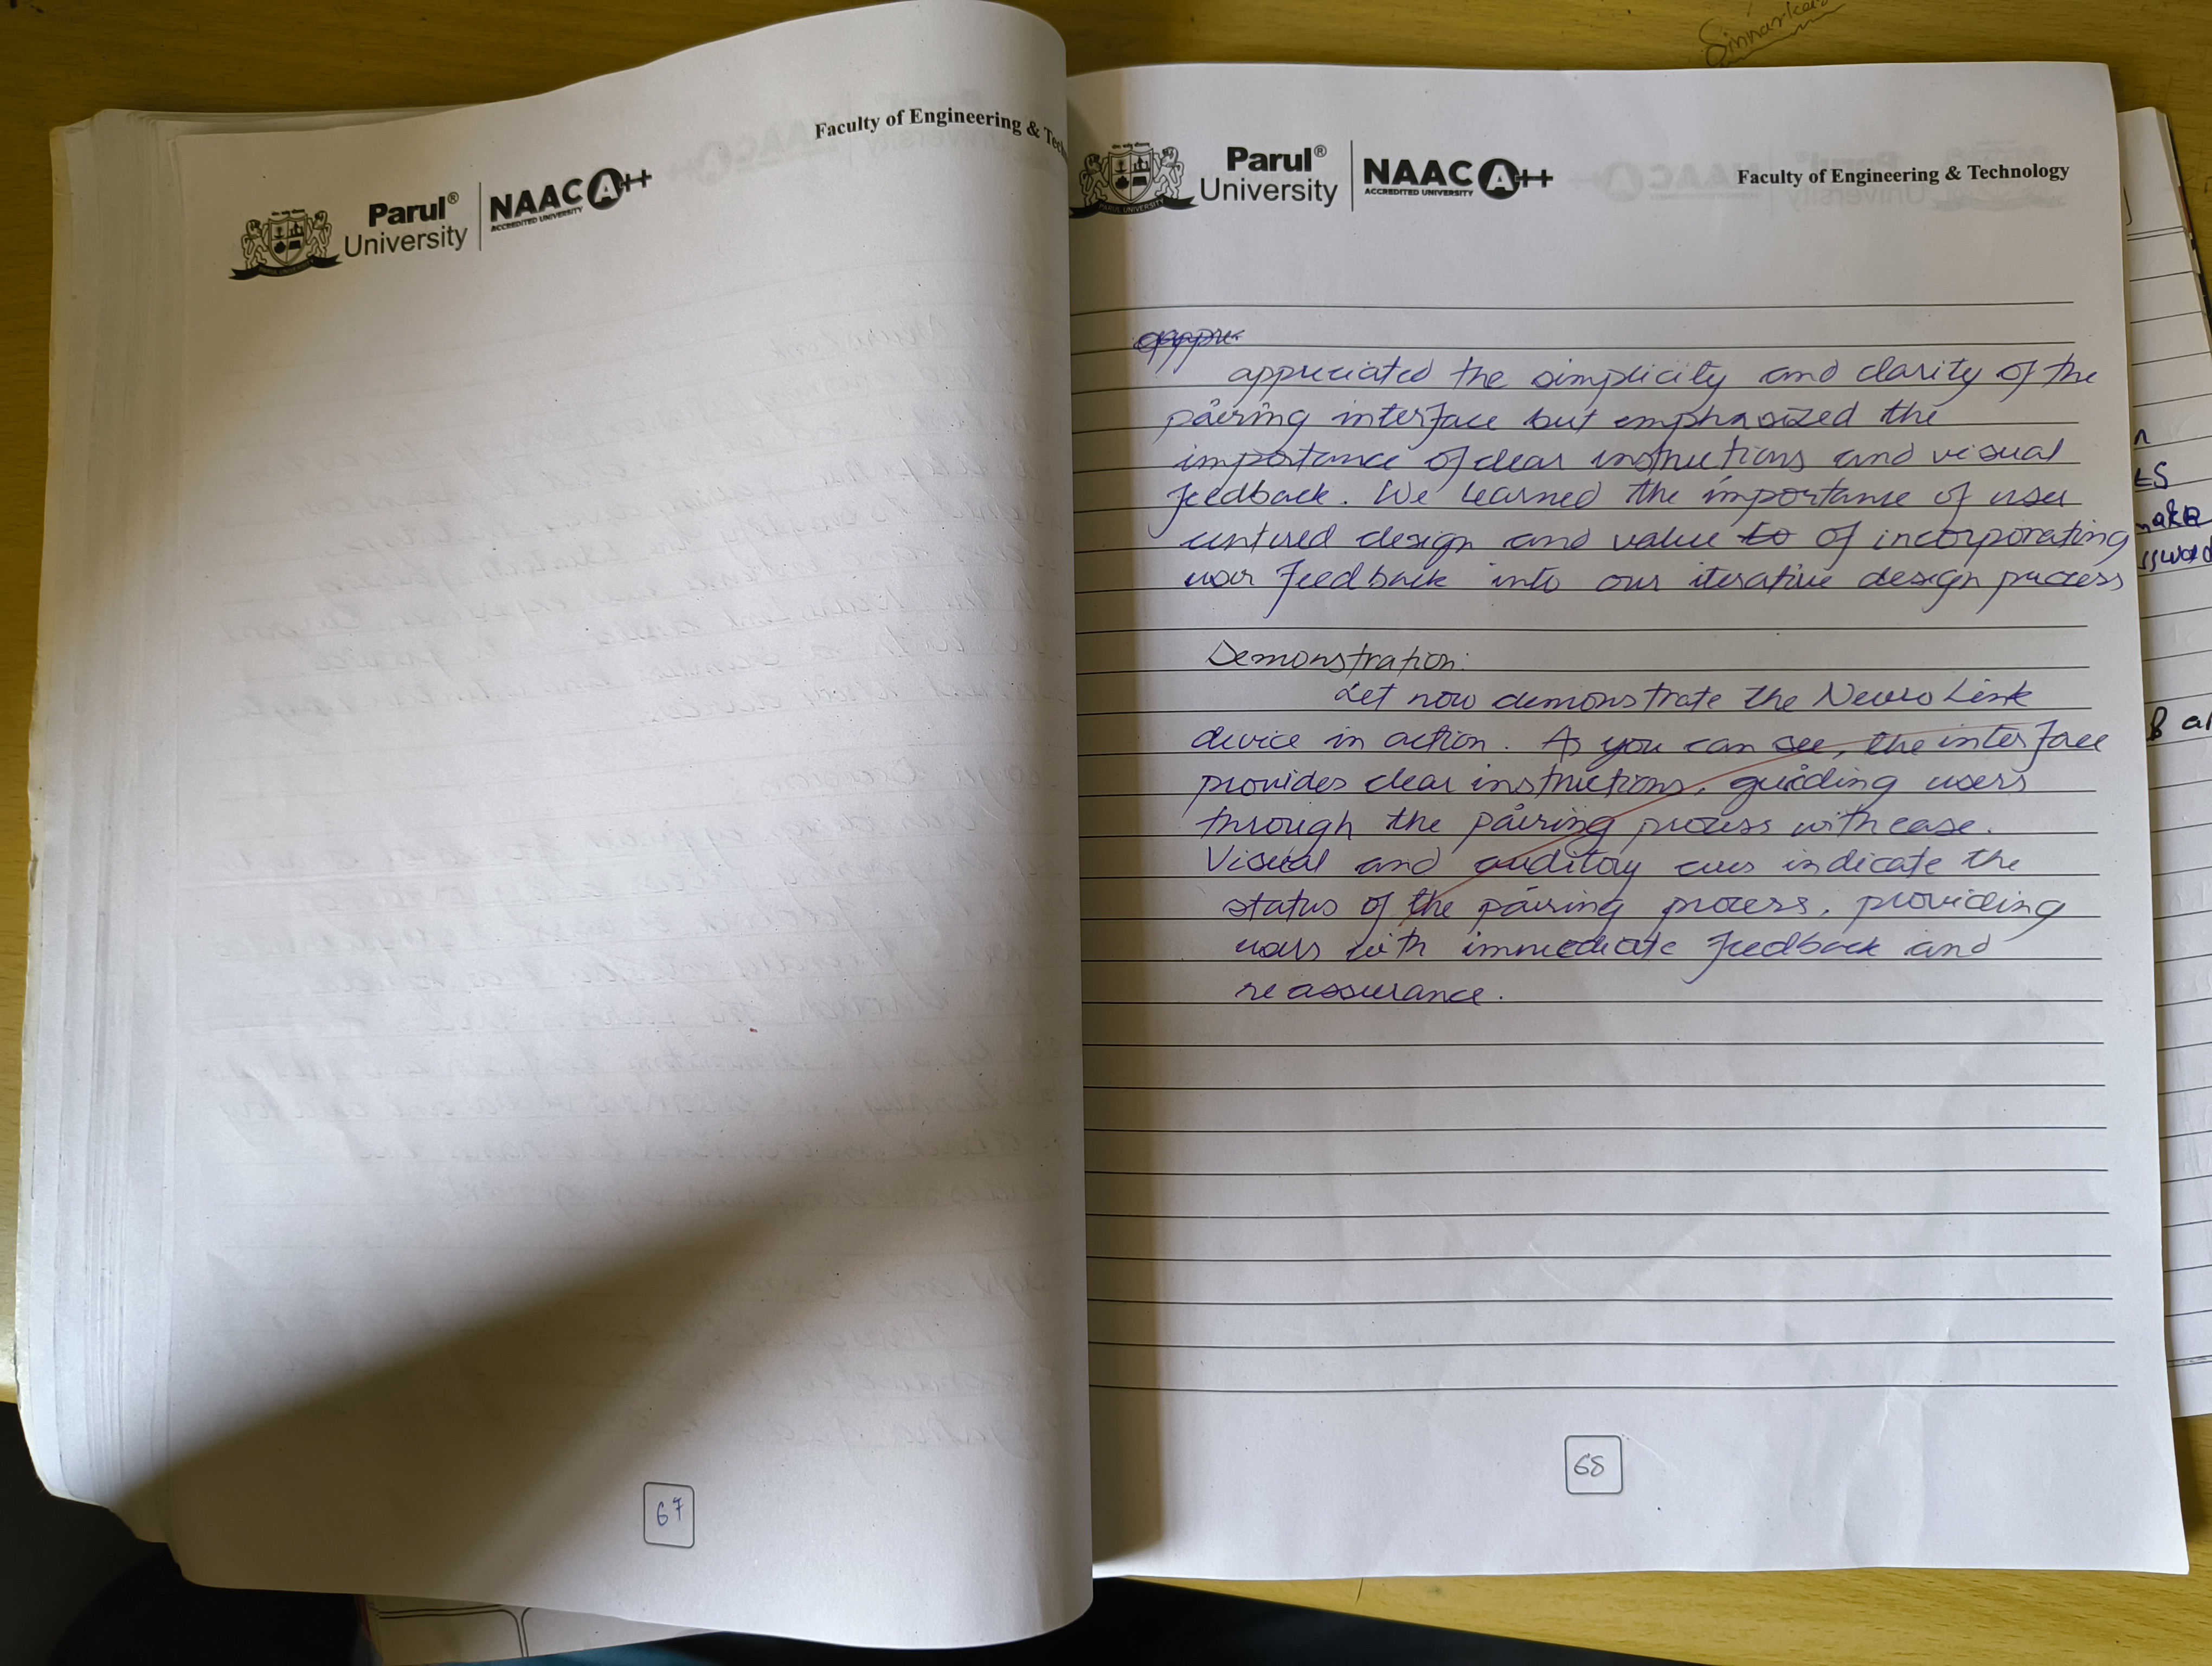 Parul®
University
NAAC A++
ACCREDITED UNIVERSITY
PARUL UNIVERSITY
Faculty of Engineering &
67
Sinnarkar
Parul®
University
NAAC A++
ACCREDITED UNIVERSITY
PARUL UNIVERSITY
Faculty of Engineering & Technology
appreciated the simplicity and clarity of the
pairing interface but emphasized the
importance of clear instructions and visual
feedback. We learned the importance of user
centered design and value to of incorporating
user feedback into our iterative design process
Demonstration:
Let now demonstrate the Neuro Link
device in action. As you can see, the interface
provides clear instructions, guiding users
through the pairing process with ease.
Visual and auditory cues indicate the
status of the pairing process, providing
users with immediate feedback and
reassurance.
68